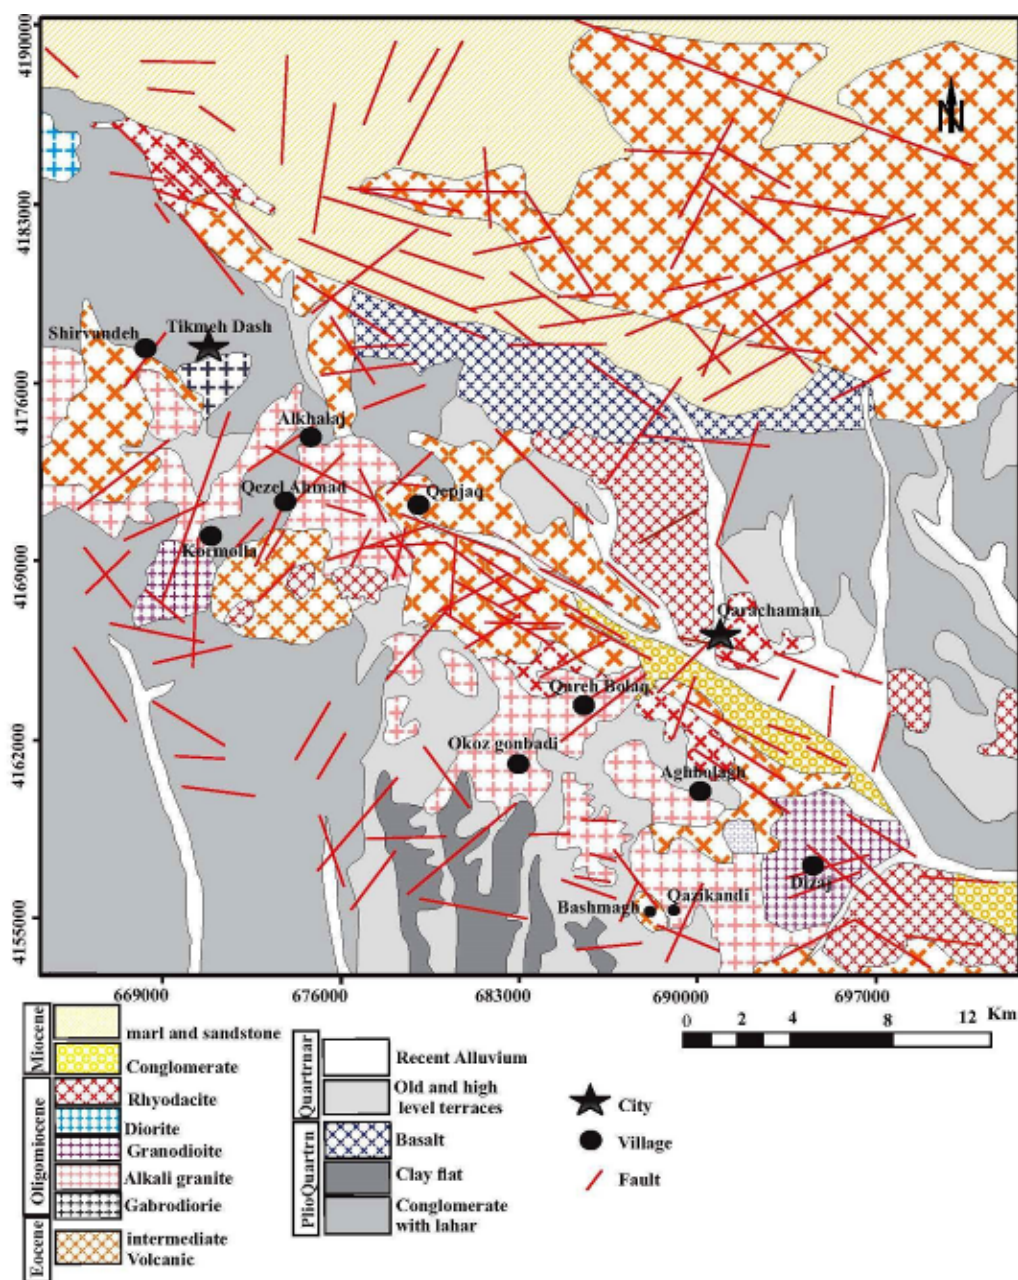 4190000
4183000
4176000
4169000
4162000
4155000
N
Shirvandeh
Tikmeh Dash
Alkhalaj
Qezel Ahmad
Qepjaq
Kormolla
Qarachaman
Qareh Bolaq
Okoz gonbadi
Aghbulagh
Dizaj
Bashmagh
Qazikandi
669000
676000
683000
690000
697000
0 2 4 8 12 Km
Miocene
marl and sandstone
Conglomerate
Oligomiocene
Rhyodacite
Diorite
Granodioite
Alkali granite
Gabrodiorie
Eocene
intermediate
Volcanic
Quartrnar
Recent Alluvium
Old and high
level terraces
PlioQuartrn
Basalt
Clay flat
Conglomerate
with lahar
City
Village
Fault